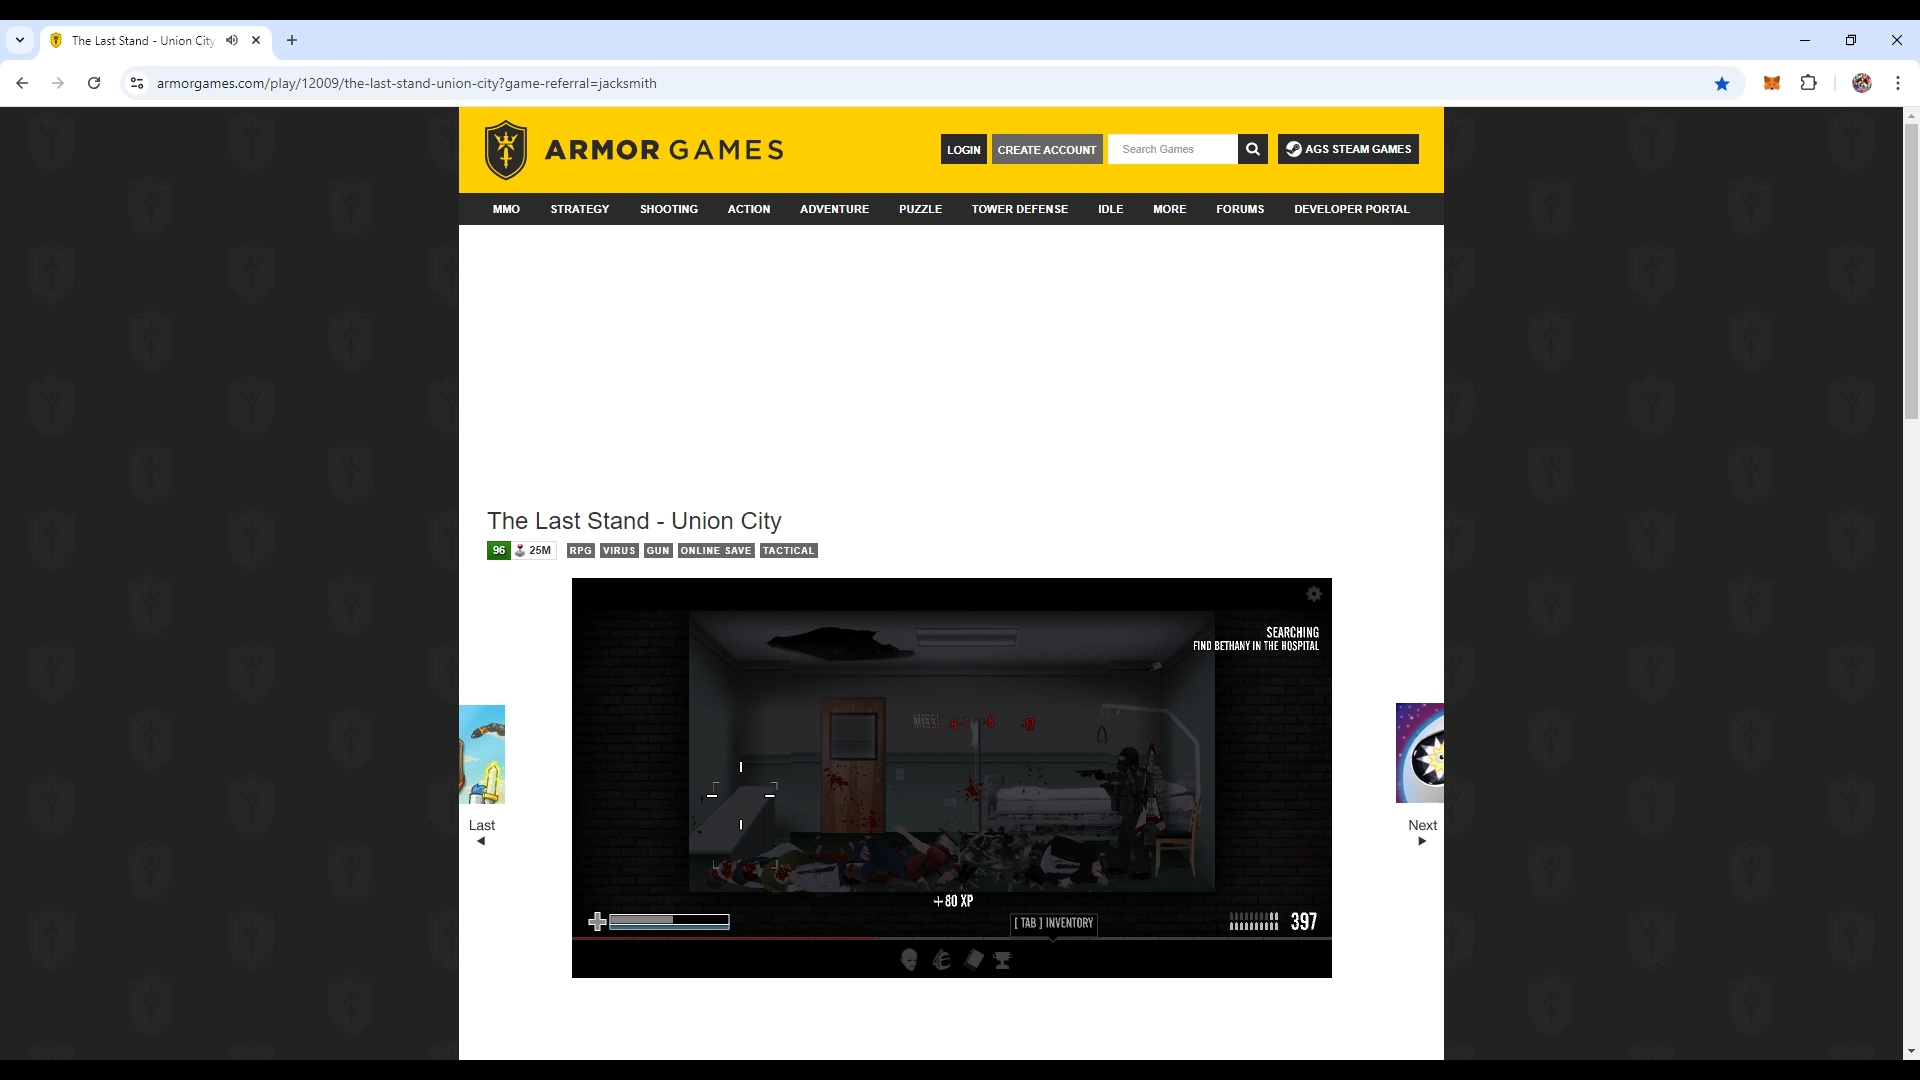 The Last Stand - Union City
armorgames.com/play/12009/the-last-stand-union-city?game-referral=jacksmith
ARMOR GAMES
LOGIN
CREATE ACCOUNT
Search Games
AGS STEAM GAMES
MMO
STRATEGY
SHOOTING
ACTION
ADVENTURE
PUZZLE
TOWER DEFENSE
IDLE
MORE
FORUMS
DEVELOPER PORTAL
The Last Stand - Union City
96
25M
RPG
VIRUS
GUN
ONLINE SAVE
TACTICAL
SEARCHING
FIND BETHANY IN THE HOSPITAL
MISS!
-8
-17
Last
Next
+80 XP
[ TAB ] INVENTORY
397